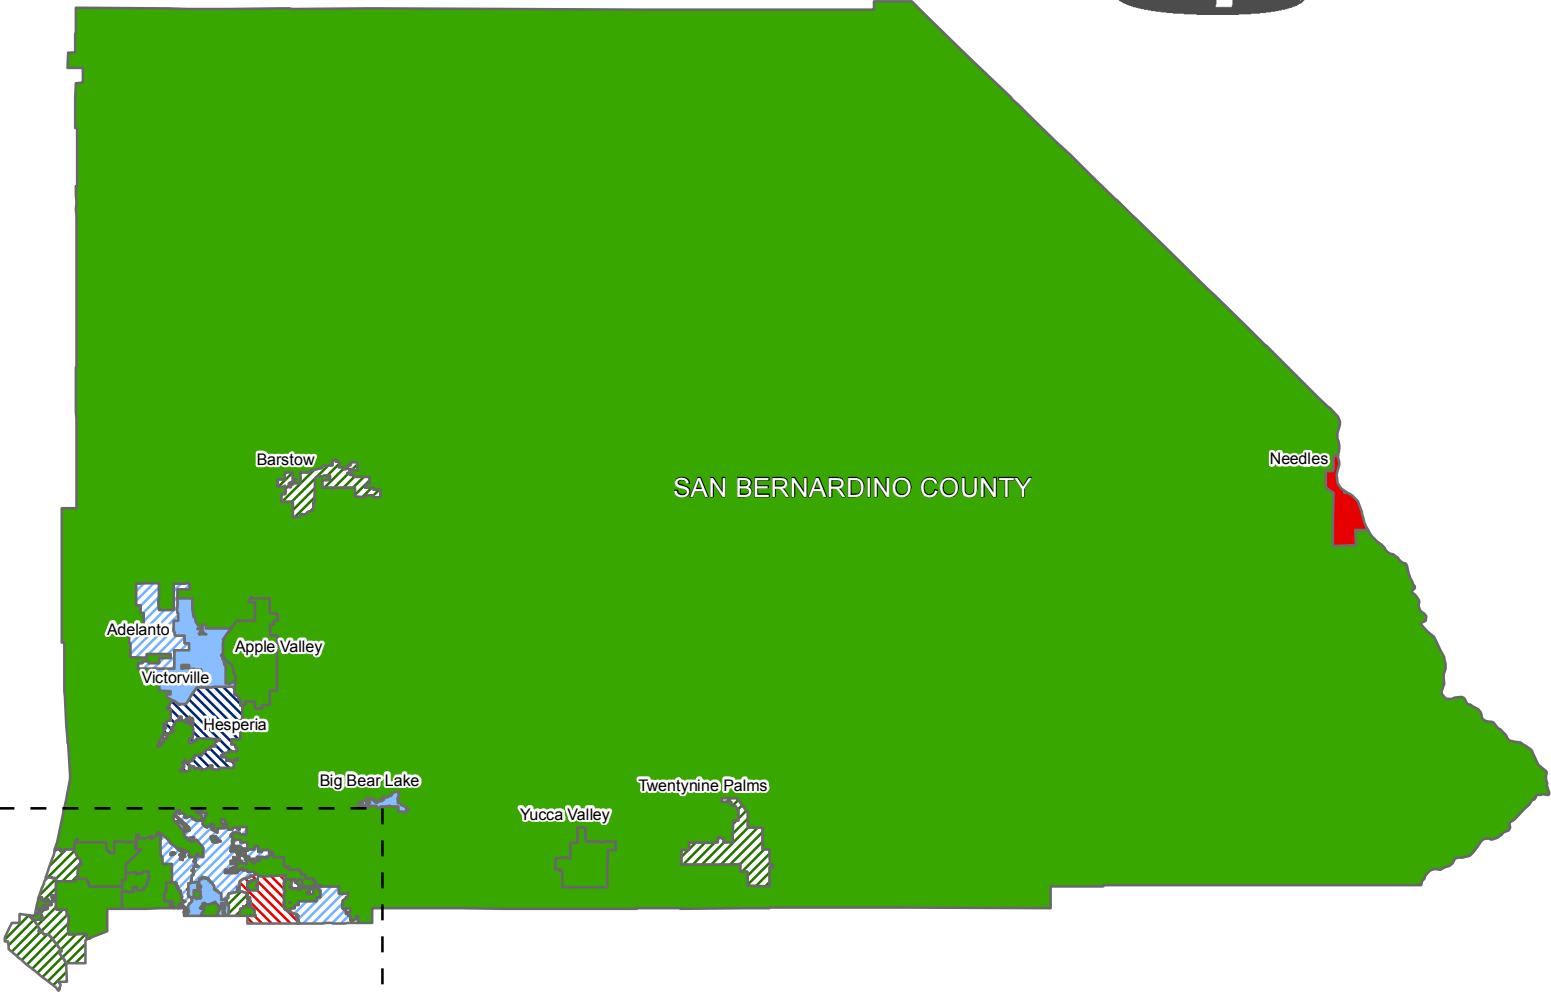 Barstow
SAN BERNARDINO COUNTY
Needles
Adelanto
Apple Valley
Victorville
Hesperia
Big Bear Lake
Twentynine Palms
Yucca Valley